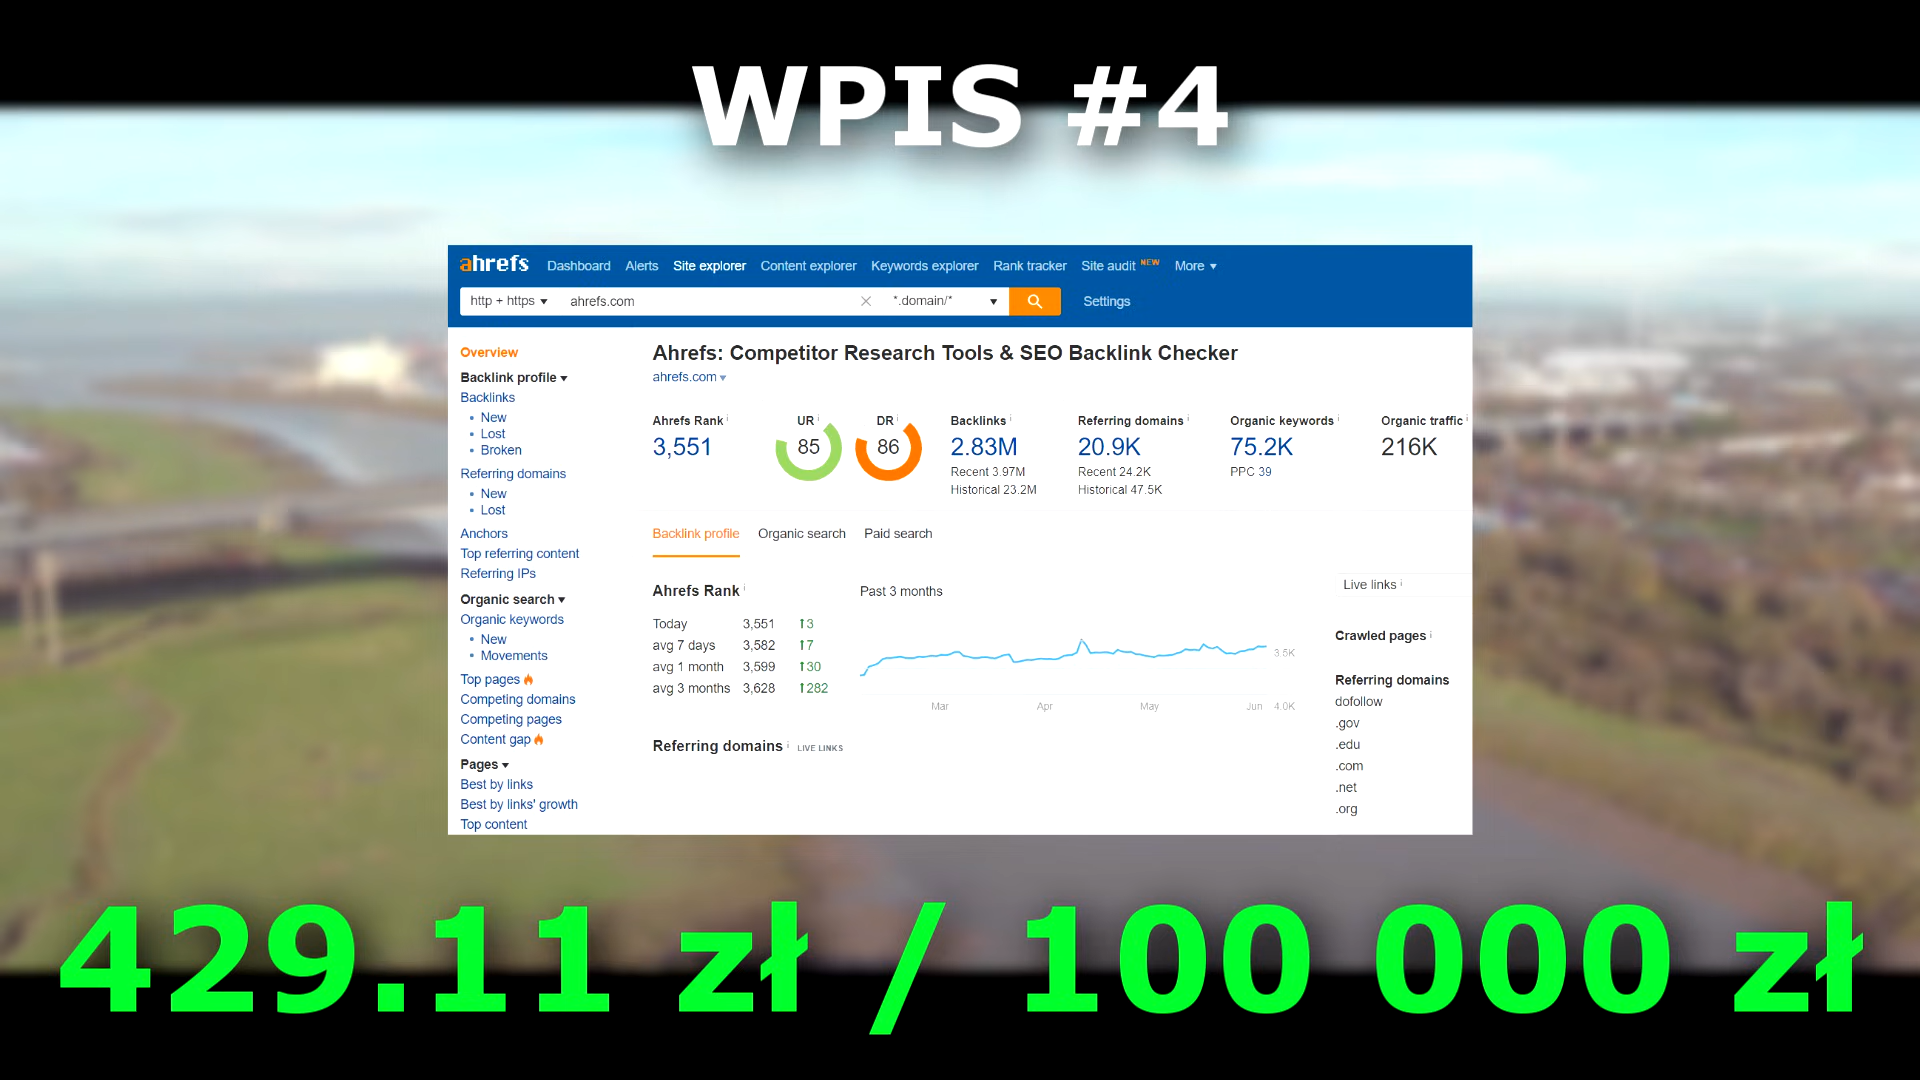 WPIS #4
ahrefs Dashboard Alerts Site explorer Content explorer Keywords explorer Rank tracker Site audit NEW More
http + https ahrefs.com *.domain/* Settings
Overview
Backlink profile
Backlinks
New
Lost
Broken
Referring domains
New
Lost
Anchors
Top referring content
Referring IPs
Organic search
Organic keywords
New
Movements
Top pages
Competing domains
Competing pages
Content gap
Pages
Best by links
Best by links' growth
Top content
Ahrefs: Competitor Research Tools & SEO Backlink Checker
ahrefs.com
Ahrefs Rank i UR i DR i Backlinks i Referring domains i Organic keywords i Organic traffic i
3,551 85 86 2.83M 20.9K 75.2K 216K
Recent 3.97M Recent 24.2K PPC 39
Historical 23.2M Historical 47.5K
Backlink profile Organic search Paid search
Ahrefs Rank i Past 3 months
Today 3,551 ↑3
avg 7 days 3,582 ↑7
avg 1 month 3,599 ↑30
avg 3 months 3,628 ↑282
3.5K
Mar Apr May Jun 4.0K
Referring domains i LIVE LINKS
Live links i
Crawled pages i
Referring domains
dofollow
.gov
.edu
.com
.net
.org
429.11 zł / 100 000 zł